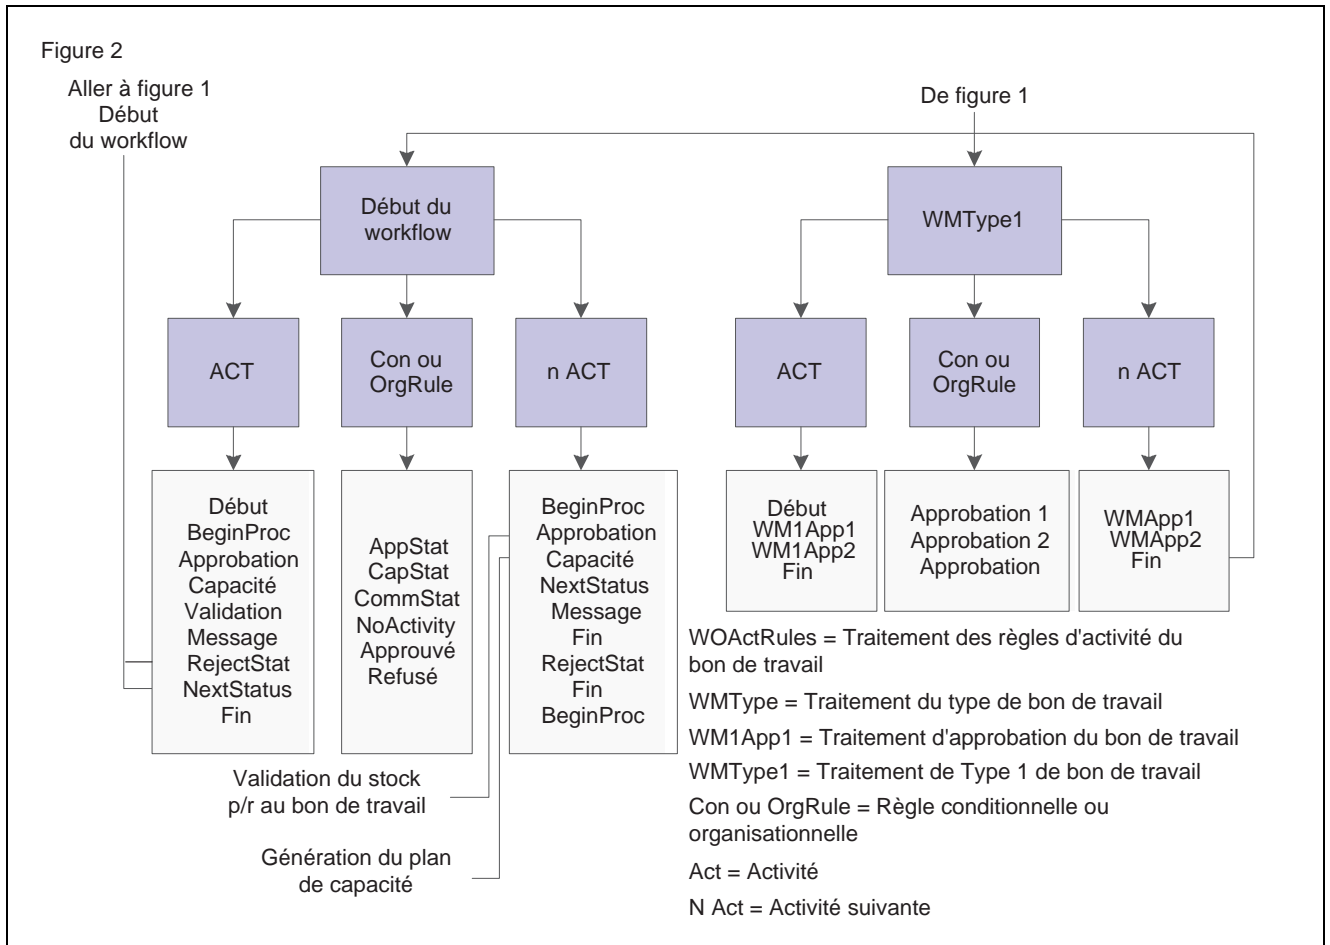 Figure 2
Aller à figure 1
Début
du workflow
De figure 1
Début du
workflow
WMType1
ACT
Con ou
OrgRule
n ACT
ACT
Con ou
OrgRule
n ACT
Début
BeginProc
Approbation
Capacité
Validation
Message
RejectStat
NextStatus
Fin
AppStat
CapStat
CommStat
NoActivity
Approuvé
Refusé
BeginProc
Approbation
Capacité
NextStatus
Message
Fin
RejectStat
Fin
BeginProc
Début
WM1App1
WM1App2
Fin
Approbation 1
Approbation 2
Approbation
WMApp1
WMApp2
Fin
Validation du stock
p/r au bon de travail
Génération du plan
de capacité
WOActRules = Traitement des règles d'activité du
bon de travail
WMType = Traitement du type de bon de travail
WM1App1 = Traitement d'approbation du bon de travail
WMType1 = Traitement de Type 1 de bon de travail
Con ou OrgRule = Règle conditionnelle ou
organisationnelle
Act = Activité
N Act = Activité suivante